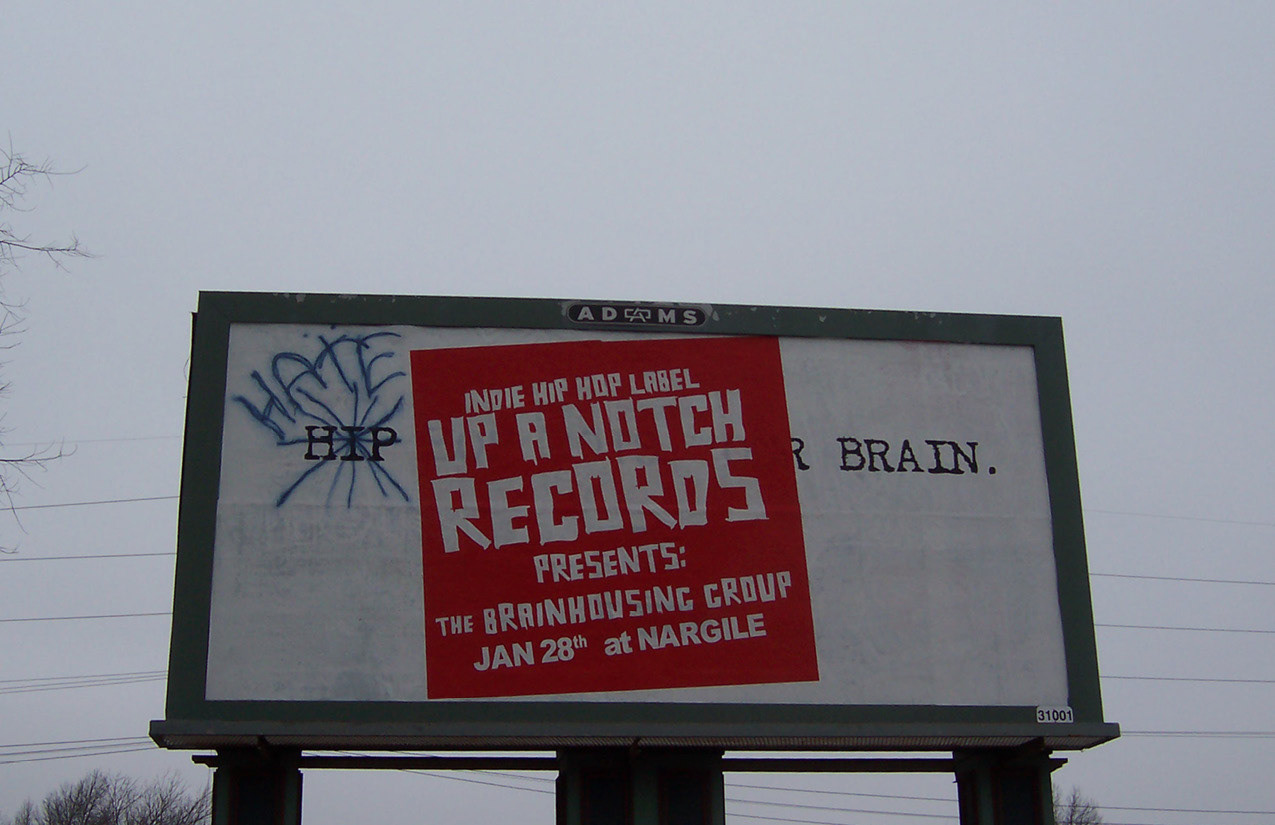 ADAMS
HATE
HIP
R BRAIN.
INDIE HIP HOP LABEL
UP A NOTCH
RECORDS
PRESENTS:
THE BRAINHOUSING GROUP
JAN 28th at NARGILE
31001